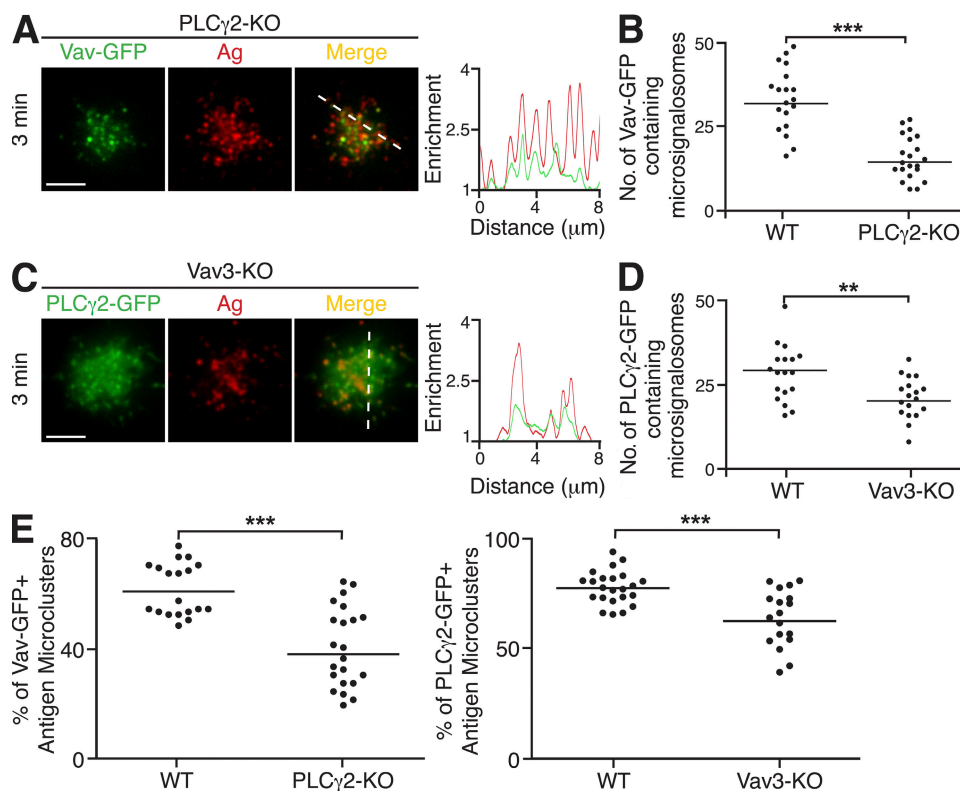 A
PLCγ2-KO
Vav-GFP Ag Merge
3 min
Enrichment
4
2.5
1
0 4 8
Distance (μm)
B
No. of Vav-GFP
containing
microsignalosomes
50
25
0
***
WT PLCγ2-KO
C
Vav3-KO
PLCγ2-GFP Ag Merge
3 min
Enrichment
4
2.5
1
0 4 8
Distance (μm)
D
No. of PLCγ2-GFP
containing
microsignalosomes
50
25
0
**
WT Vav3-KO
E
% of Vav-GFP+
Antigen Microclusters
80
40
0
***
WT PLCγ2-KO
% of PLCγ2-GFP+
Antigen Microclusters
100
50
0
***
WT Vav3-KO